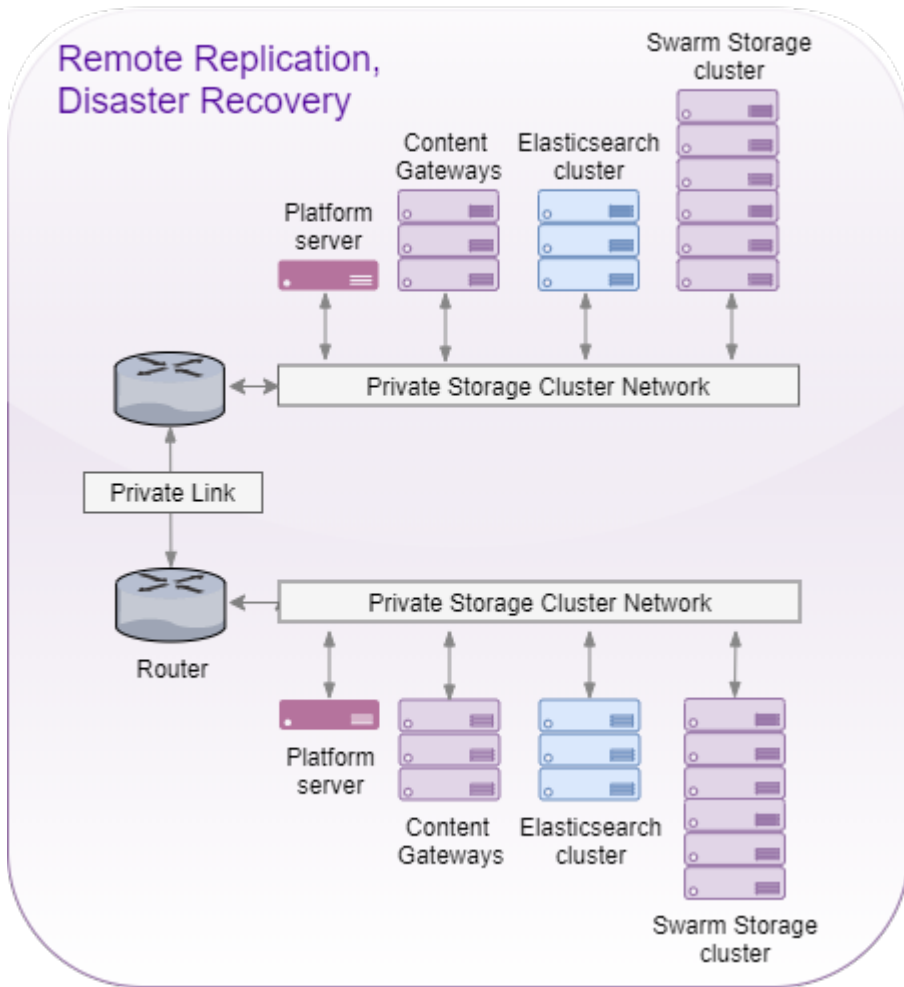 Remote Replication,
Disaster Recovery
Swarm Storage
cluster
Content
Gateways
Elasticsearch
cluster
Platform
server
Private Storage Cluster Network
Private Link
Private Storage Cluster Network
Router
Platform
server
Content
Gateways
Elasticsearch
cluster
Swarm Storage
cluster